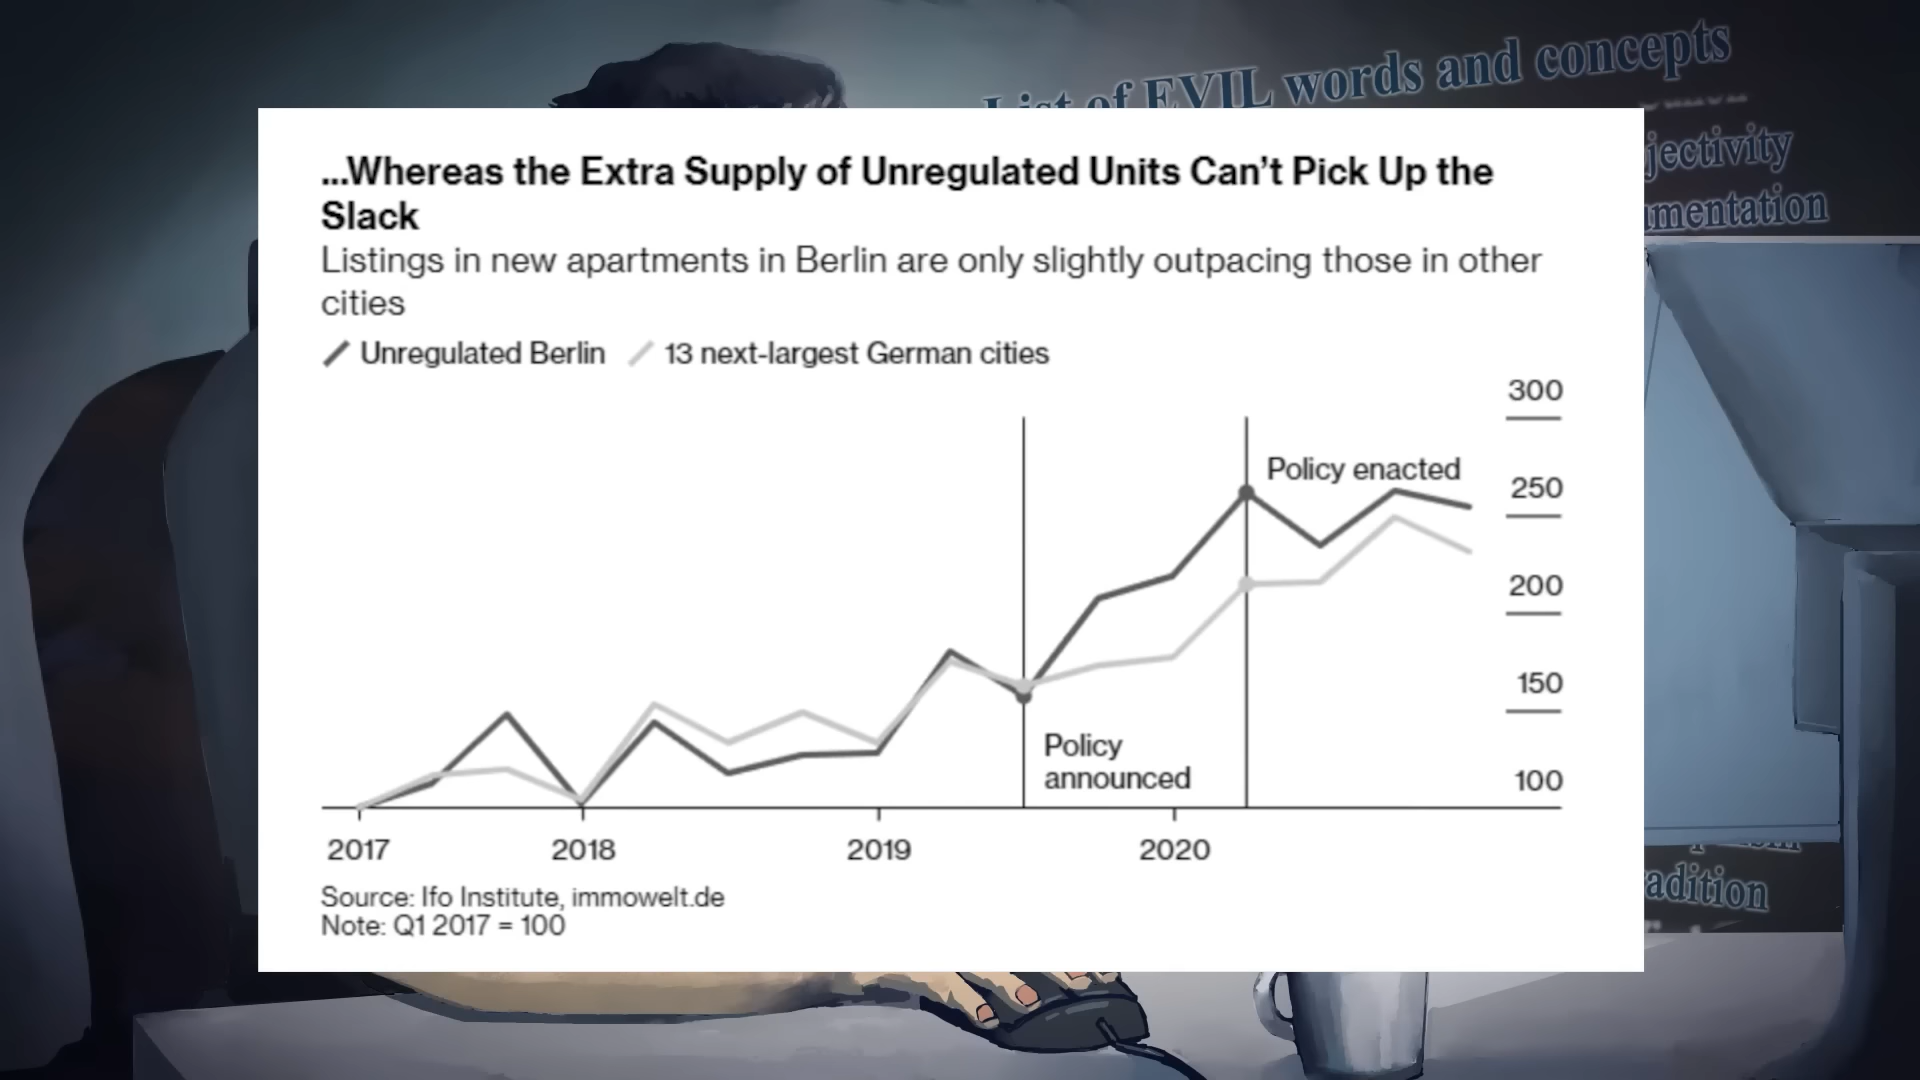 List of EVIL words and concepts
...Whereas the Extra Supply of Unregulated Units Can't Pick Up the
Slack
Listings in new apartments in Berlin are only slightly outpacing those in other
cities
Unregulated Berlin 13 next-largest German cities
300
Policy enacted
250
200
150
Policy
announced
100
2017 2018 2019 2020
Source: Ifo Institute, immowelt.de
Note: Q1 2017 = 100
jectivity
mentation
adition